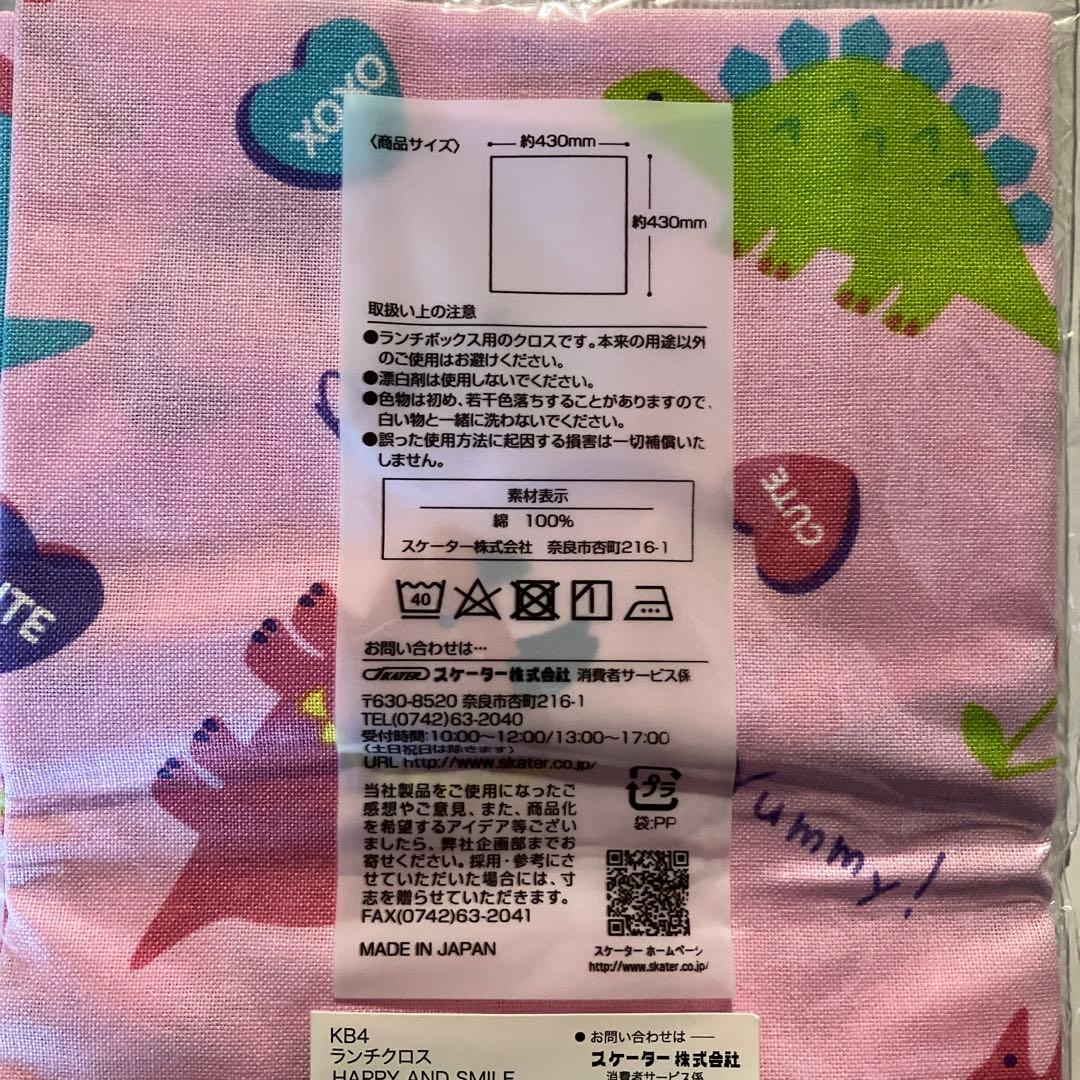 XOXO
〈商品サイズ〉
約430mm
約430mm
取扱い上の注意
●ランチボックス用のクロスです。本来の用途以外
のご使用はお避けください。
●漂白剤は使用しないでください。
●色物は初め、若干色落ちすることがありますので、
白い物と一緒に洗わないでください。
●誤った使用方法に起因する損害は一切補償いた
しません。
CUTE
素材表示
綿 100%
スケーター株式会社 奈良市杏町216-1
40
UTE
お問い合わせは…
SKATER スケーター株式会社 消費者サービス係
〒630-8520 奈良市杏町216-1
TEL(0742)63-2040
受付時間:10:00～12:00/13:00～17:00
(土日祝日は除きます)
URL http://www.skater.co.jp/
当社製品をご使用になったご
感想やご意見、また、商品化
を希望するアイデア等ござい
ましたら、弊社企画部までお
寄せください。採用・参考にさ
せていただいた場合には、寸
志を贈らせていただきます。
FAX(0742)63-2041
プラ
袋:PP
Yummy!
MADE IN JAPAN
スケーター ホームページ
http://www.skater.co.jp/
KB4
ランチクロス
HAPPY AND SMILE
●お問い合わせは
スケーター株式会社
消費者サービス係